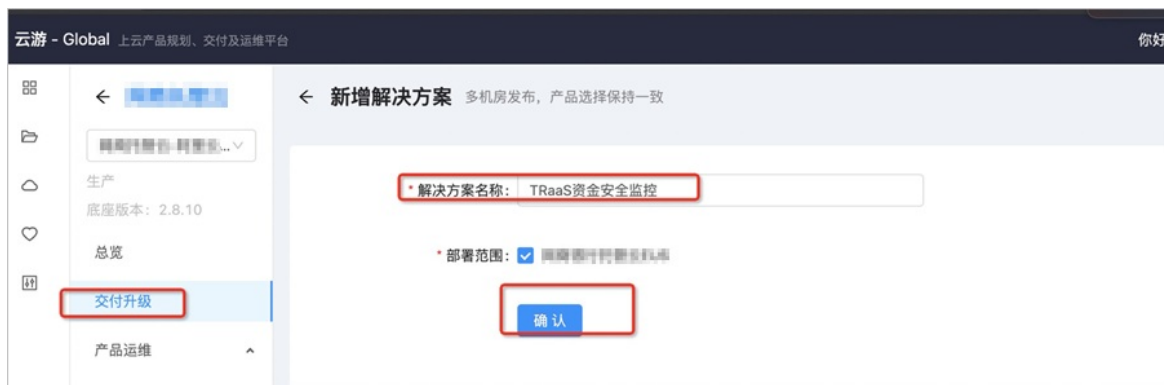 云游 - Global 上云产品规划、交付及运维平台
你好
新增解决方案 多机房发布，产品选择保持一致
生产
底座版本：2.8.10
总览
交付升级
产品运维
* 解决方案名称： TRaaS资金安全监控
* 部署范围：
确 认